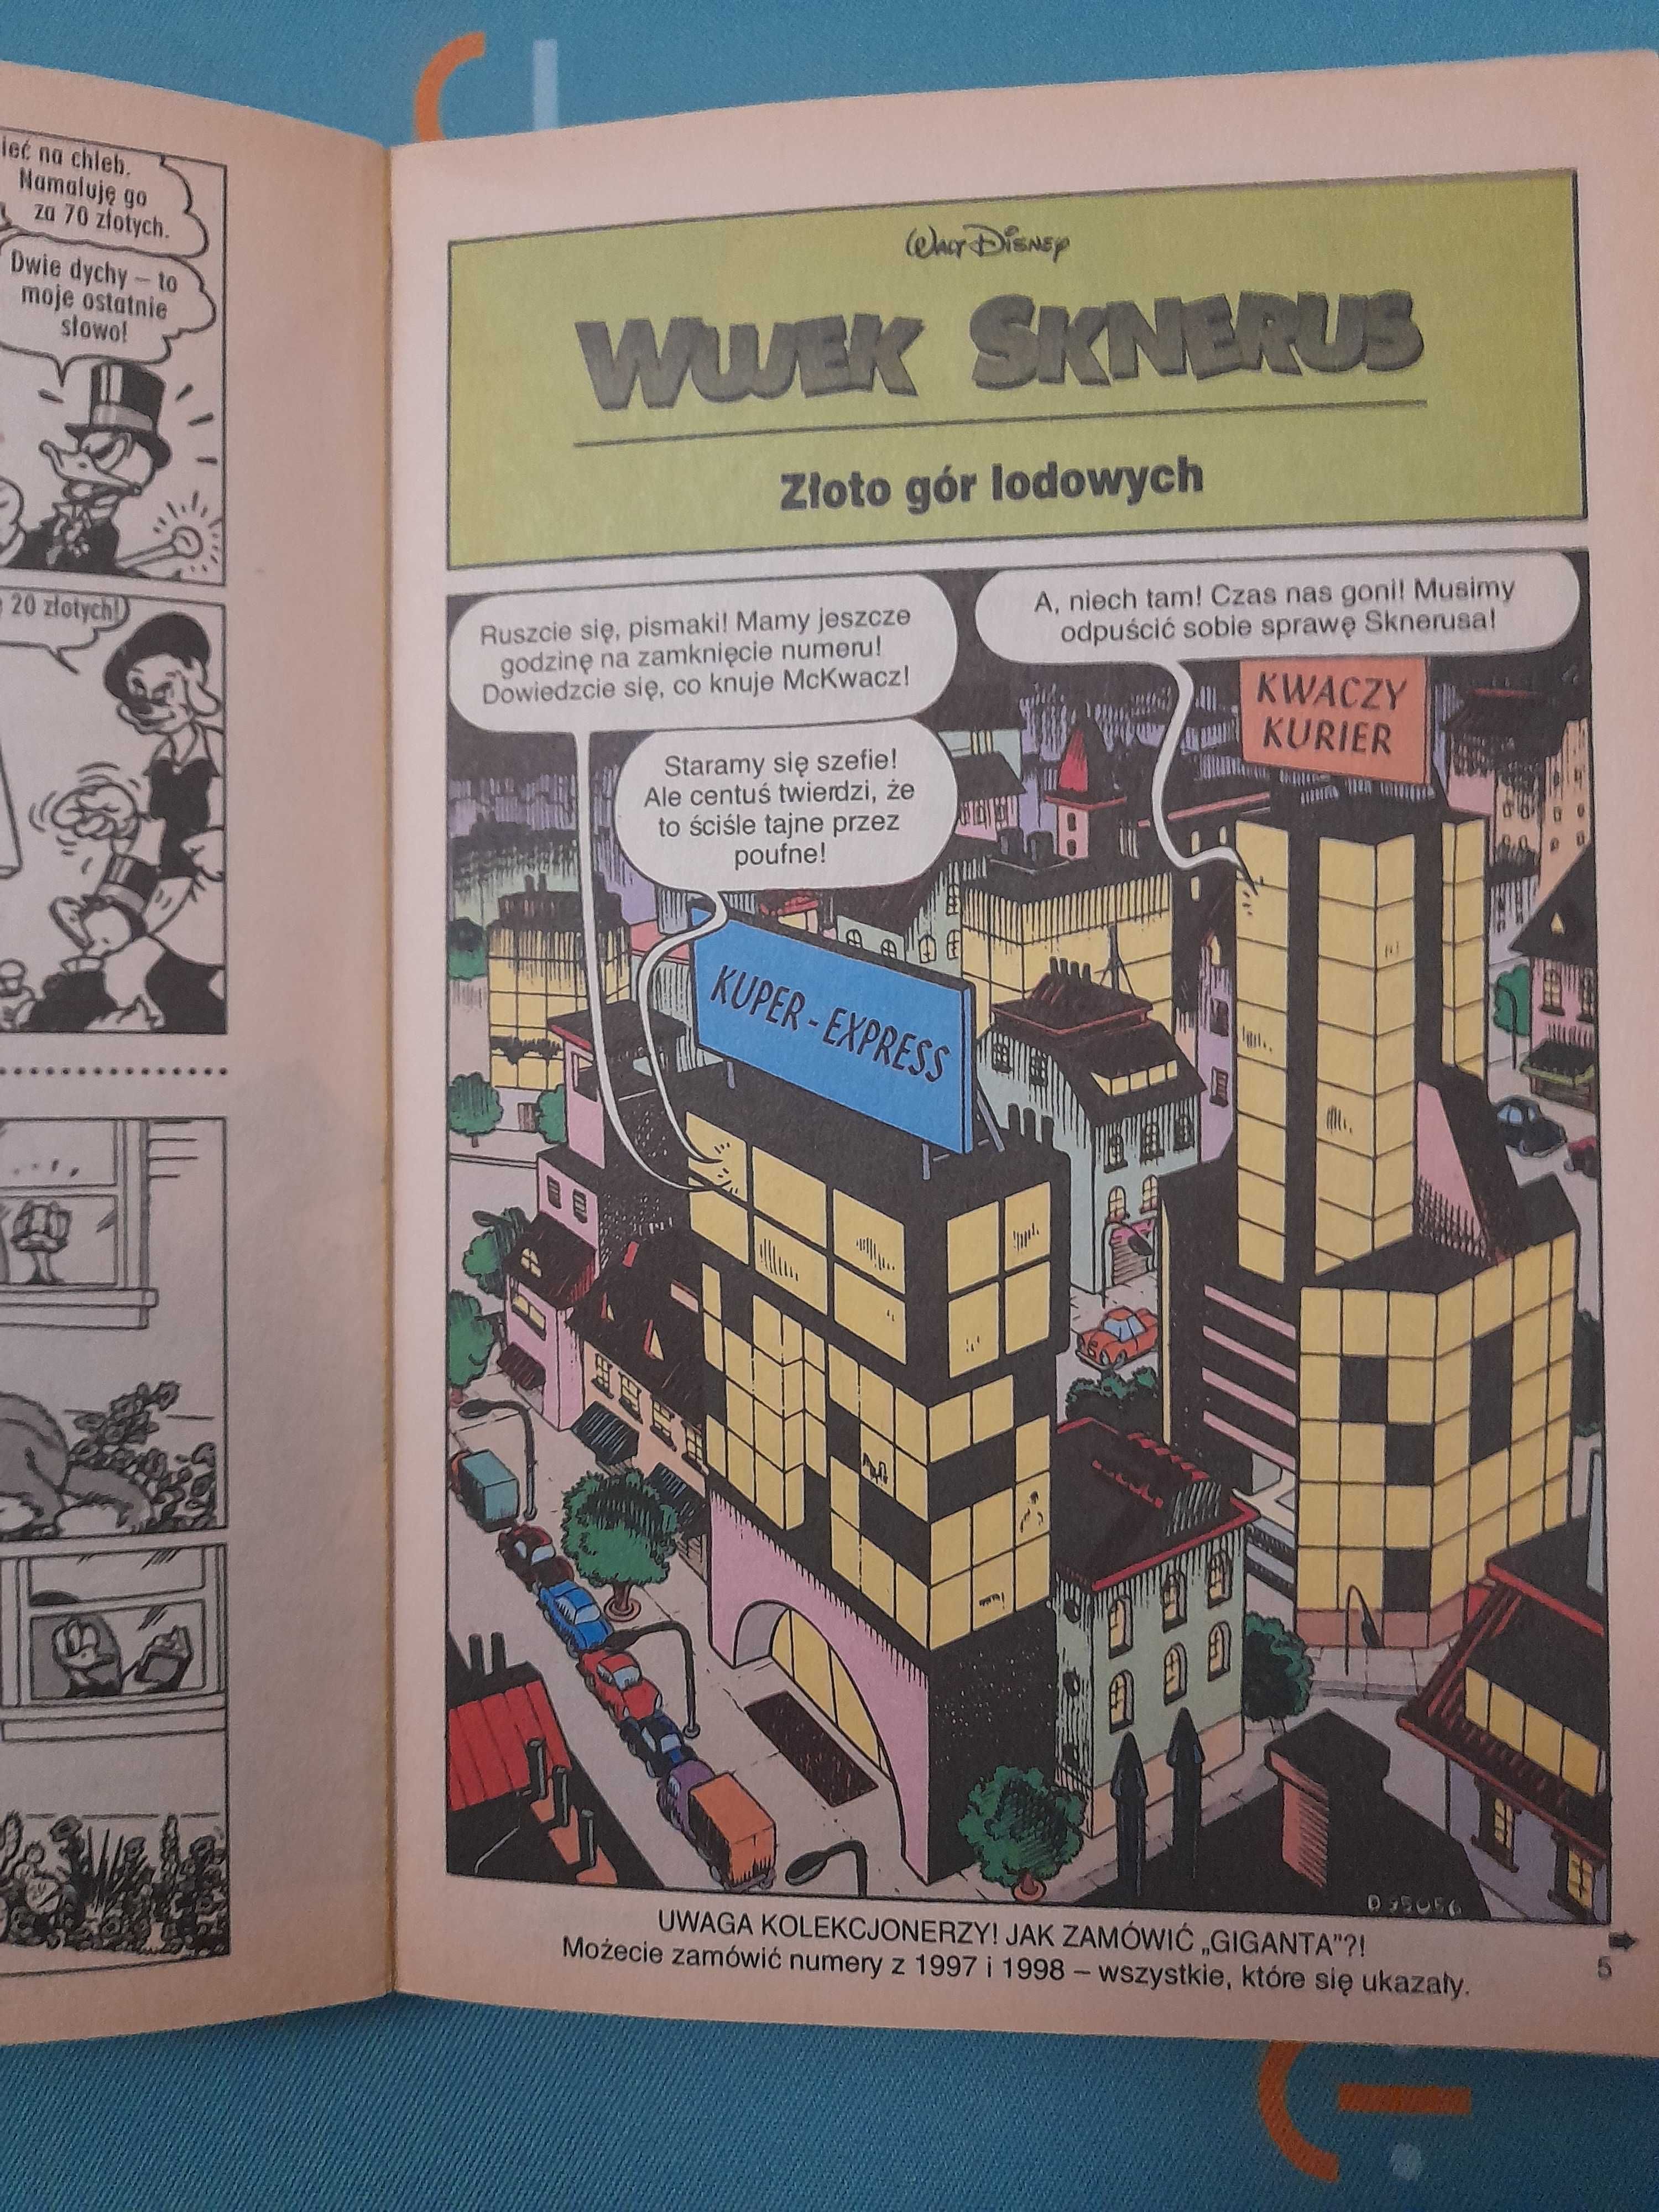 ieć na chleb.
Namaluję go
za 70 złotych.
Dwie dychy – to
moje ostatnie
słowo!
20 złotych!
WALT DISNEY
WUJEK SKNERUS
Złoto gór lodowych
Ruszcie się, pismaki! Mamy jeszcze
godzinę na zamknięcie numeru!
Dowiedzcie się, co knuje McKwacz!
A, niech tam! Czas nas goni! Musimy
odpuścić sobie sprawę Sknerusa!
Staramy się szefie!
Ale centuś twierdzi, że
to ściśle tajne przez
poufne!
KWACZY
KURIER
KUPER - EXPRESS
D 95056
UWAGA KOLEKCJONERZY! JAK ZAMÓWIĆ „GIGANTA”?!
Możecie zamówić numery z 1997 i 1998 – wszystkie, które się ukazały.
5